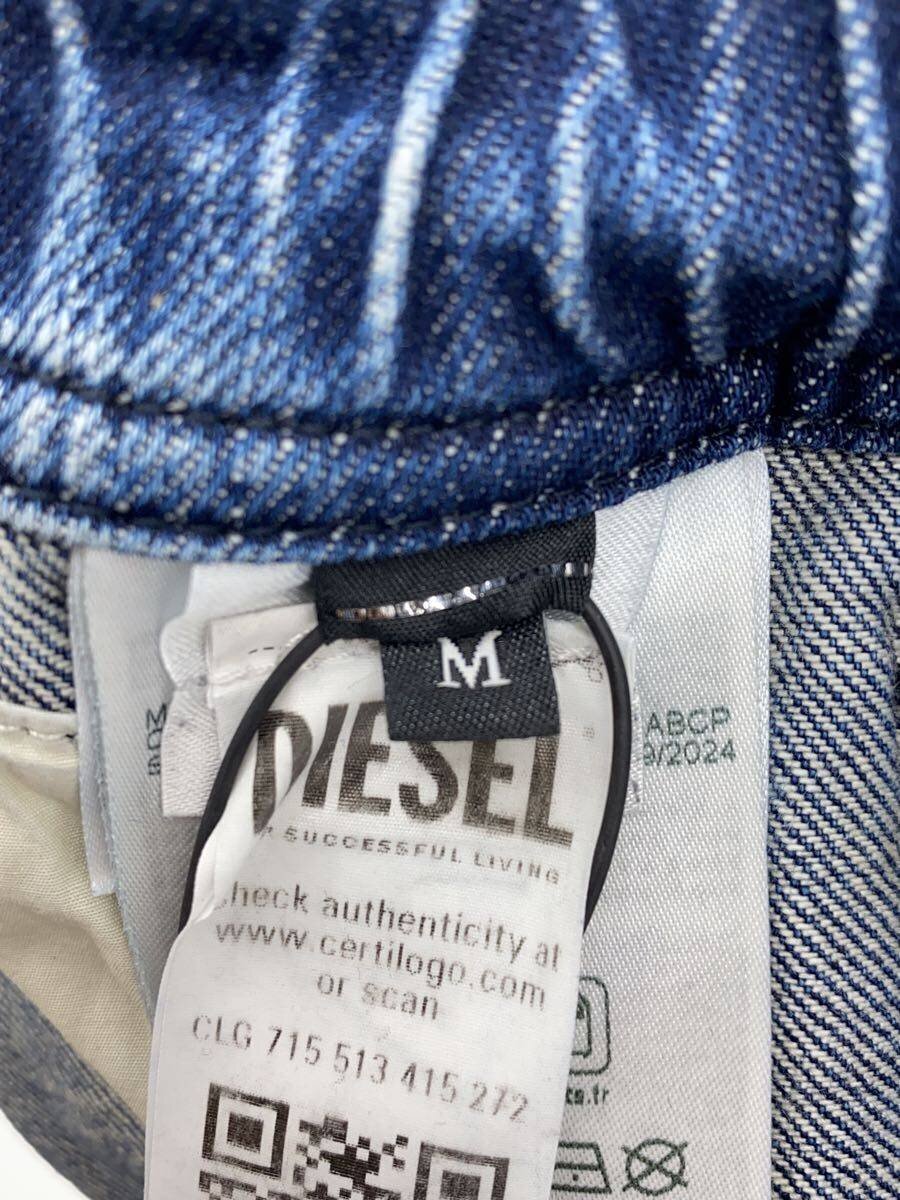 M
DIESEL
SUCCESSFUL LIVING
ABCP
9/2024
check authenticity at
www.certilogo.com
or scan
CLG 715 513 415 272
.tr